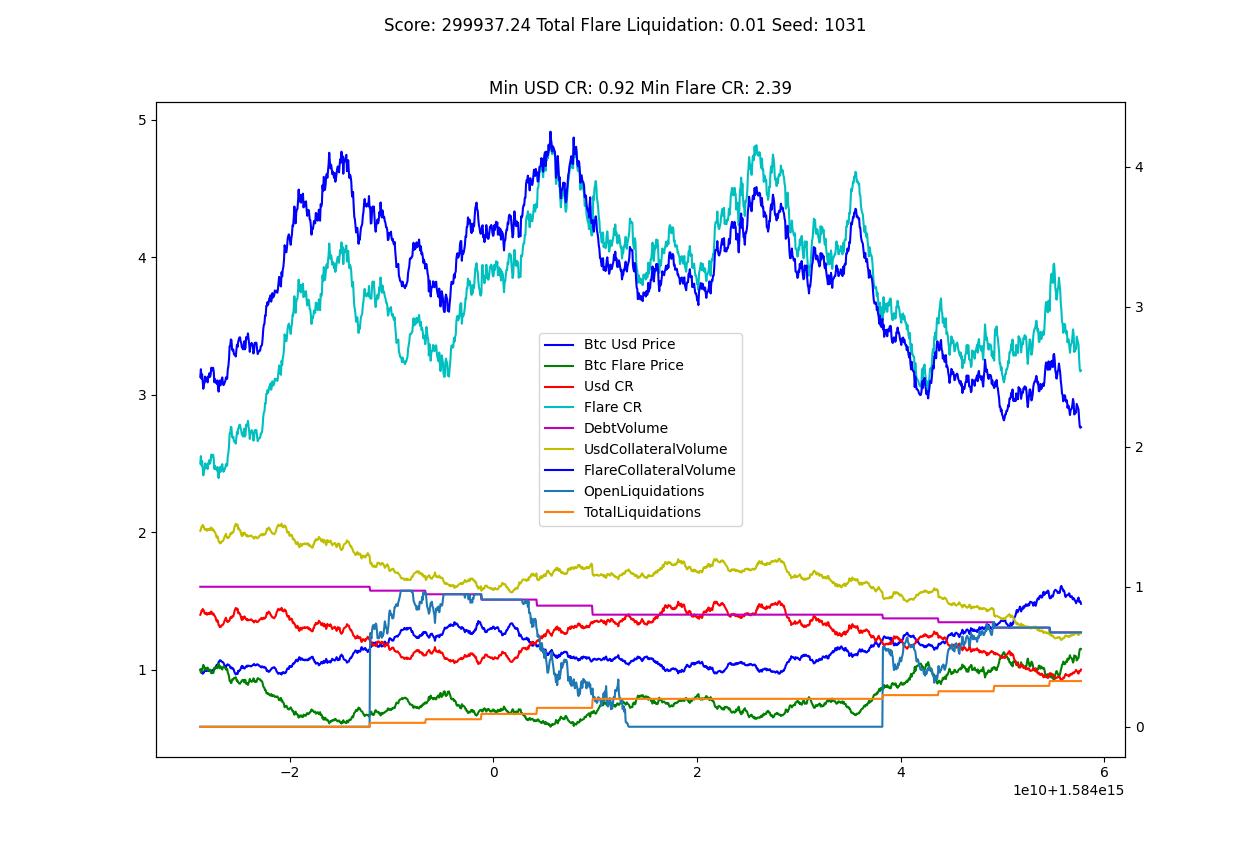 Score: 299937.24 Total Flare Liquidation: 0.01 Seed: 1031
Min USD CR: 0.92 Min Flare CR: 2.39
5
4
3
2
1
4
3
2
1
0
Btc Usd Price
Btc Flare Price
Usd CR
Flare CR
DebtVolume
UsdCollateralVolume
FlareCollateralVolume
OpenLiquidations
TotalLiquidations
−2 0 2 4 6
1e10+1.584e15